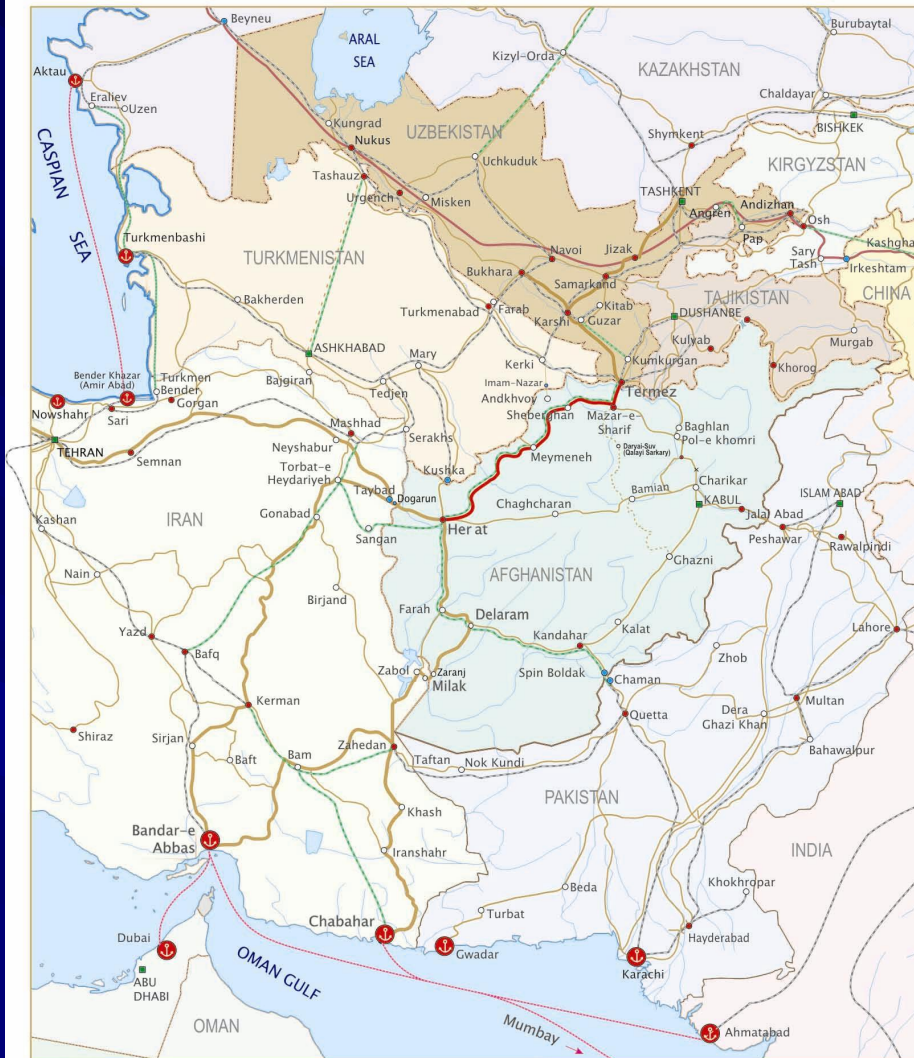 Beyneu
ARAL
SEA
Burubaytal
Kizyl-Orda
KAZAKHSTAN
Aktau
Eraliev
Uzen
Chaldayar
Kungrad
UZBEKISTAN
BISHKEK
Nukus
Shymkent
Uchkuduk
KIRGYZSTAN
CASPIAN
SEA
Tashauz
Urgench
Misken
TASHKENT
Angren
Andizhan
Osh
Pap
Turkmenbashi
TURKMENISTAN
Navoi
Jizak
Sary
Tash
Kashgha
Irkeshtam
Bukhara
Samarkand
CHINA
Bakherden
Turkmenabad
Farab
Kitab
Karshi
Guzar
TAJIKISTAN
DUSHANBE
Murgab
Kulyab
ASHKHABAD
Mary
Kerki
Kumkurgan
Khorog
Bender Khazar
(Amir Abad)
Turkmen
Bender
Bajgiran
Tedjen
Imam-Nazar
Andkhvoy
Termez
Nowshahr
Sari
Gorgan
Sheberghan
Mazar-e
Sharif
Mashhad
Baghlan
Pol-e khomri
TEHRAN
Semnan
Neyshabur
Serakhs
Meymeneh
Daryai-Suv
(Qalayi Sarkary)
Torbat-e
Heydariyeh
Kushka
Taybad
Dogarun
Chaghcharan
Bamian
Charikar
KABUL
ISLAM ABAD
Kashan
IRAN
Gonabad
Sangan
Her at
Jalal Abad
Peshawar
Rawalpindi
Nain
Birjand
AFGHANISTAN
Ghazni
Farah
Delaram
Yazd
Bafq
Kandahar
Kalat
Lahore
Zhob
Zabol
Zaranj
Milak
Spin Boldak
Chaman
Kerman
Quetta
Dera
Ghazi Khan
Multan
Shiraz
Sirjan
Baft
Bam
Zahedan
Taftan
Nok Kundi
Bahawalpur
PAKISTAN
Khash
Bandar-e
Abbas
Iranshahr
INDIA
Beda
Khokhropar
Turbat
Chabahar
Gwadar
Hayderabad
Dubai
Karachi
ABU
DHABI
OMAN GULF
OMAN
Mumbay
Ahmatabad